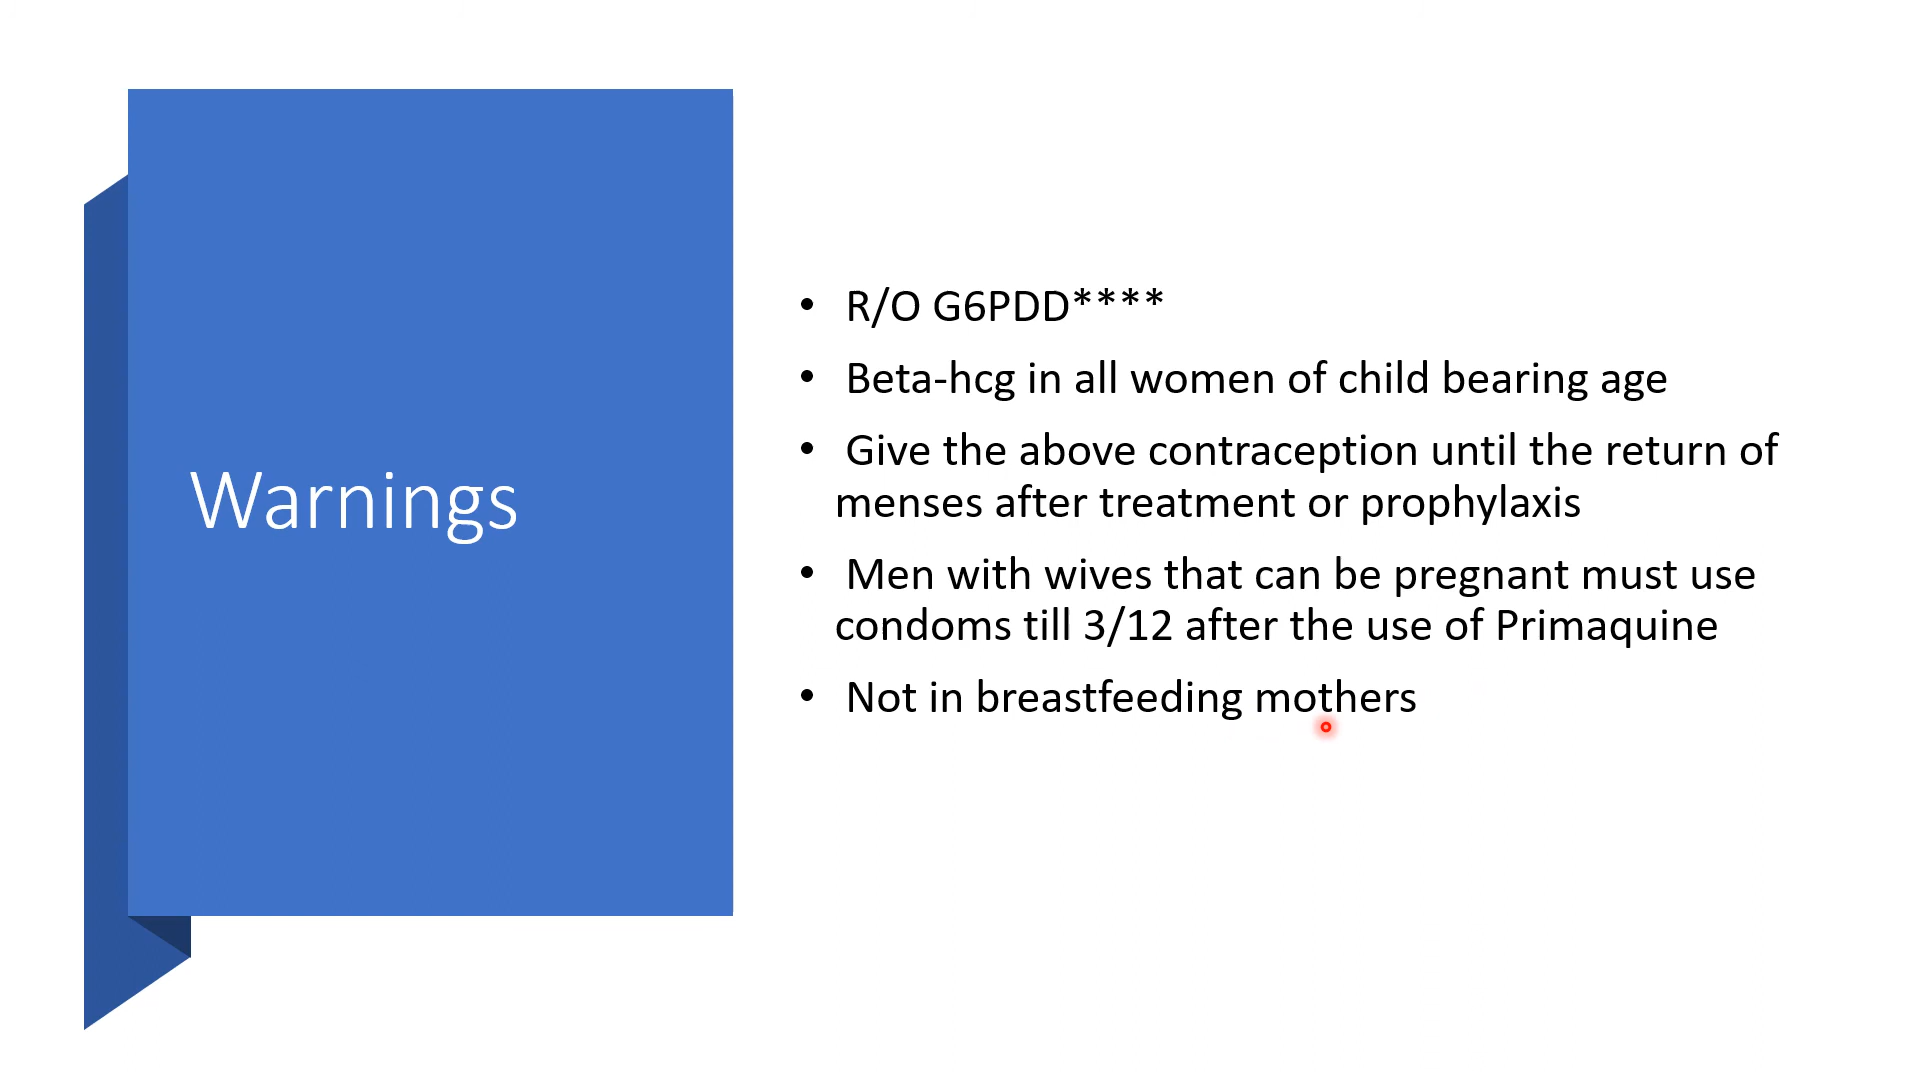 Warnings
• R/O G6PDD****
• Beta-hcg in all women of child bearing age
• Give the above contraception until the return of
menses after treatment or prophylaxis
• Men with wives that can be pregnant must use
condoms till 3/12 after the use of Primaquine
• Not in breastfeeding mothers